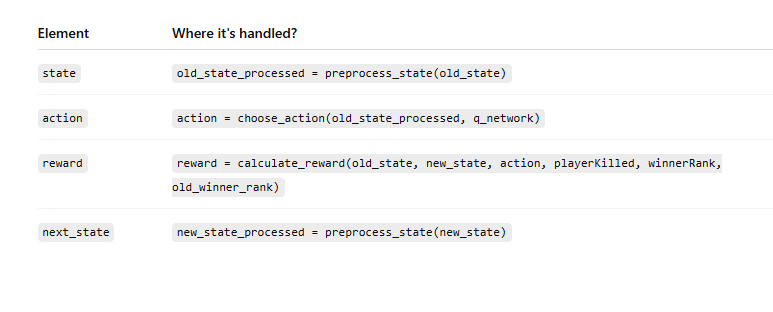 Element Where it's handled?
state old_state_processed = preprocess_state(old_state)
action action = choose_action(old_state_processed, q_network)
reward reward = calculate_reward(old_state, new_state, action, playerKilled, winnerRank,
old_winner_rank)
next_state new_state_processed = preprocess_state(new_state)